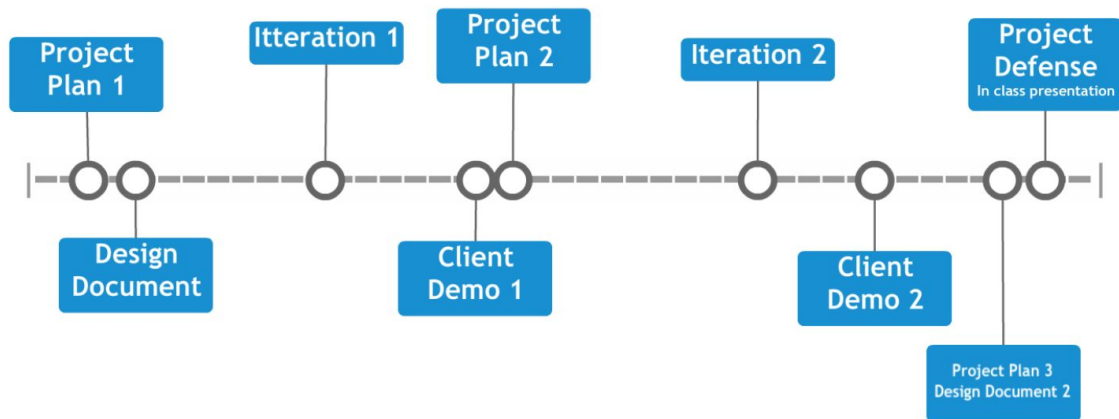 Project
Plan 1
Itteration 1
Project
Plan 2
Iteration 2
Project
Defense
In class presentation
Design
Document
Client
Demo 1
Client
Demo 2
Project Plan 3
Design Document 2